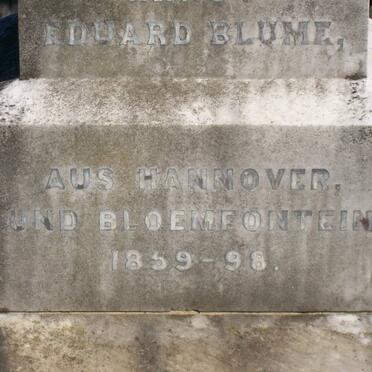 EDUARD BLUME,
AUS HANNOVER,
UND BLOEMFONTEIN
1859-98.